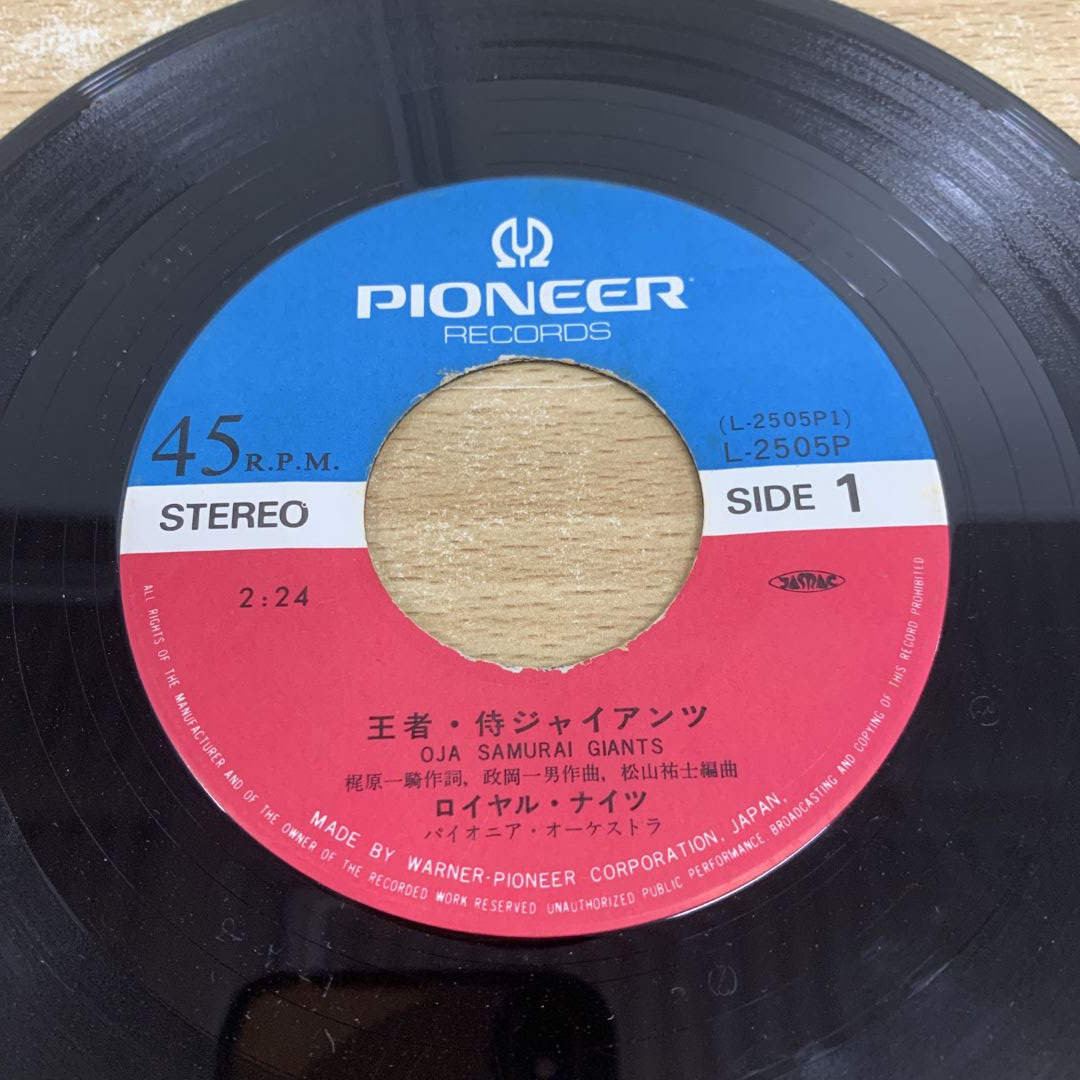 PIONEER
RECORDS
45 R.P.M.
(L-2505P1)
L-2505P
STEREO
SIDE 1
2:24
JASRAC
王者・侍ジャイアンツ
OJA SAMURAI GIANTS
梶原一騎作詞, 政岡一男作曲, 松山祐士編曲
ロイヤル・ナイツ
パイオニア・オーケストラ
MADE BY WARNER-PIONEER CORPORATION, JAPAN,
ALL RIGHTS OF THE MANUFACTURER AND OF THE OWNER OF THE RECORDED WORK RESERVED UNAUTHORIZED PUBLIC PERFORMANCE BROADCASTING AND COPYING OF THIS RECORD PROHIBITED